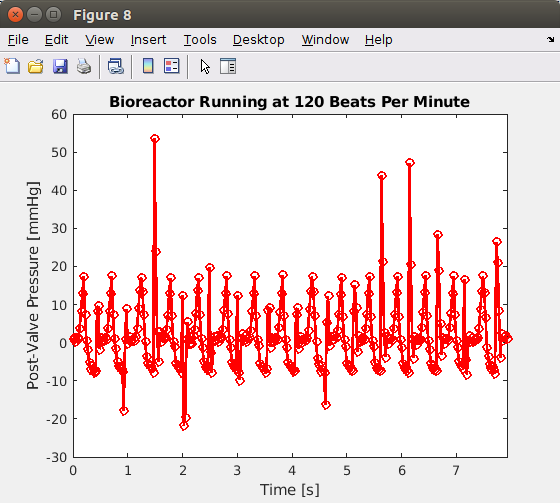 Figure 8
File Edit View Insert Tools Desktop Window Help
Bioreactor Running at 120 Beats Per Minute
60
50
40
30
20
10
0
-10
-20
-30
Post-Valve Pressure [mmHg]
0 1 2 3 4 5 6 7
Time [s]